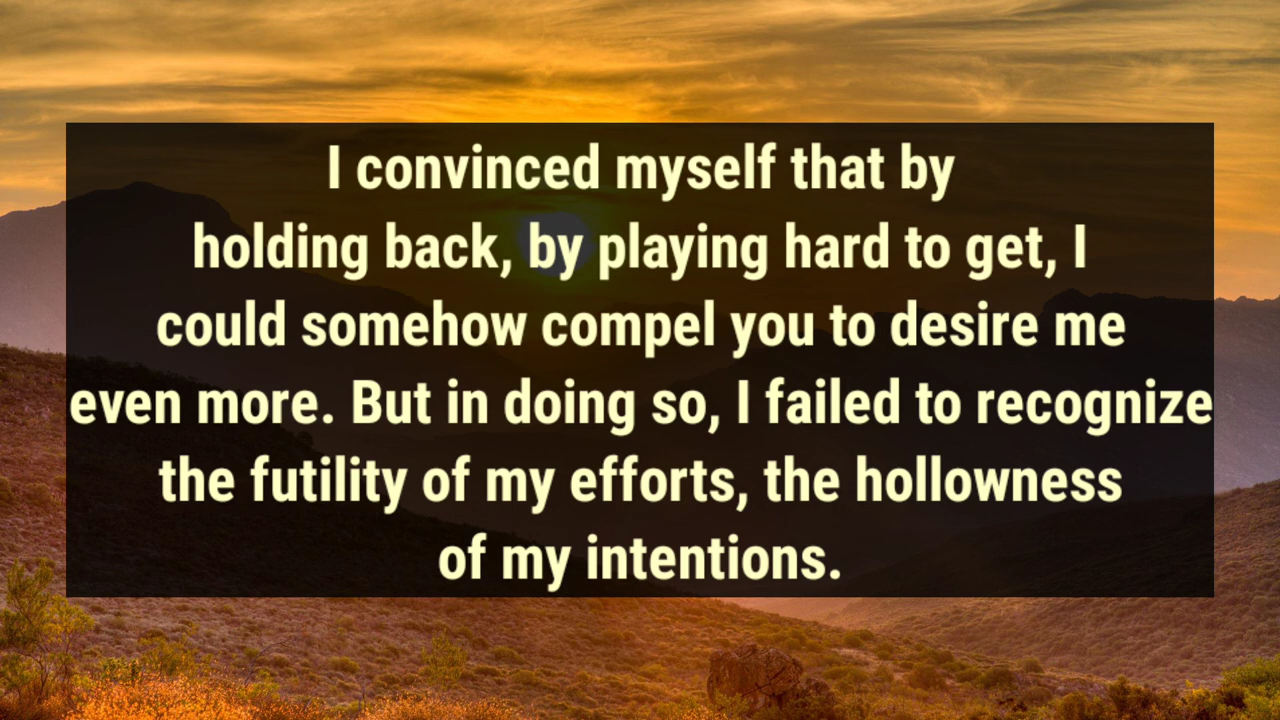 I convinced myself that by
holding back, by playing hard to get, I
could somehow compel you to desire me
even more. But in doing so, I failed to recognize
the futility of my efforts, the hollowness
of my intentions.